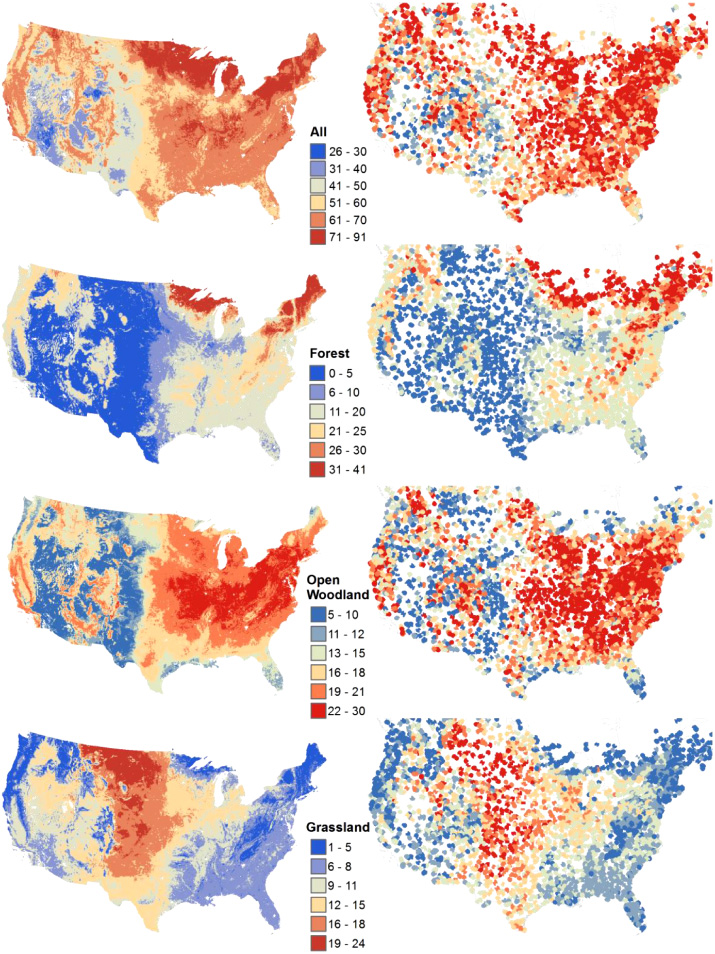 All
26 - 30
31 - 40
41 - 50
51 - 60
61 - 70
71 - 91
Forest
0 - 5
6 - 10
11 - 20
21 - 25
26 - 30
31 - 41
Open
Woodland
5 - 10
11 - 12
13 - 15
16 - 18
19 - 21
22 - 30
Grassland
1 - 5
6 - 8
9 - 11
12 - 15
16 - 18
19 - 24